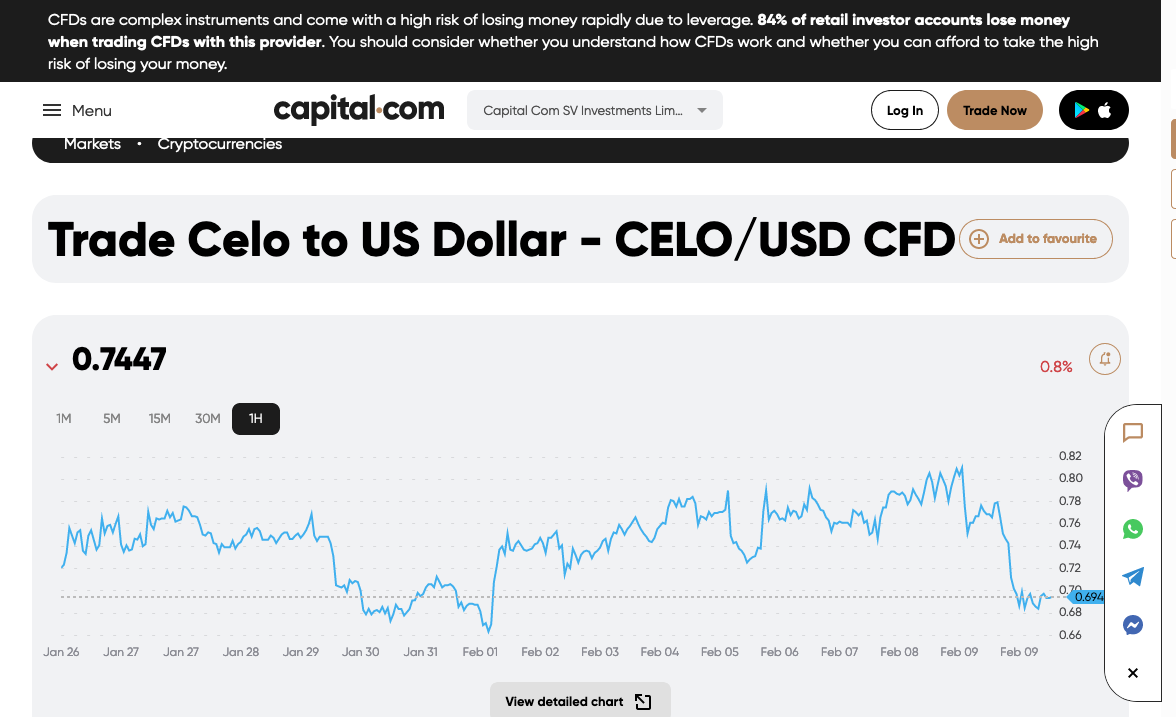 CFDs are complex instruments and come with a high risk of losing money rapidly due to leverage. 84% of retail investor accounts lose money
when trading CFDs with this provider. You should consider whether you understand how CFDs work and whether you can afford to take the high
risk of losing your money.
Menu
capital.com
Capital Com SV Investments Lim...
Log In
Trade Now
Markets • Cryptocurrencies
Trade Celo to US Dollar - CELO/USD CFD
Add to favourite
0.7447
0.8%
1M 5M 15M 30M 1H
0.82
0.80
0.78
0.76
0.74
0.72
0.70
0.694
0.68
0.66
Jan 26 Jan 27 Jan 27 Jan 28 Jan 29 Jan 30 Jan 31 Feb 01 Feb 02 Feb 03 Feb 04 Feb 05 Feb 06 Feb 07 Feb 08 Feb 09 Feb 09
View detailed chart